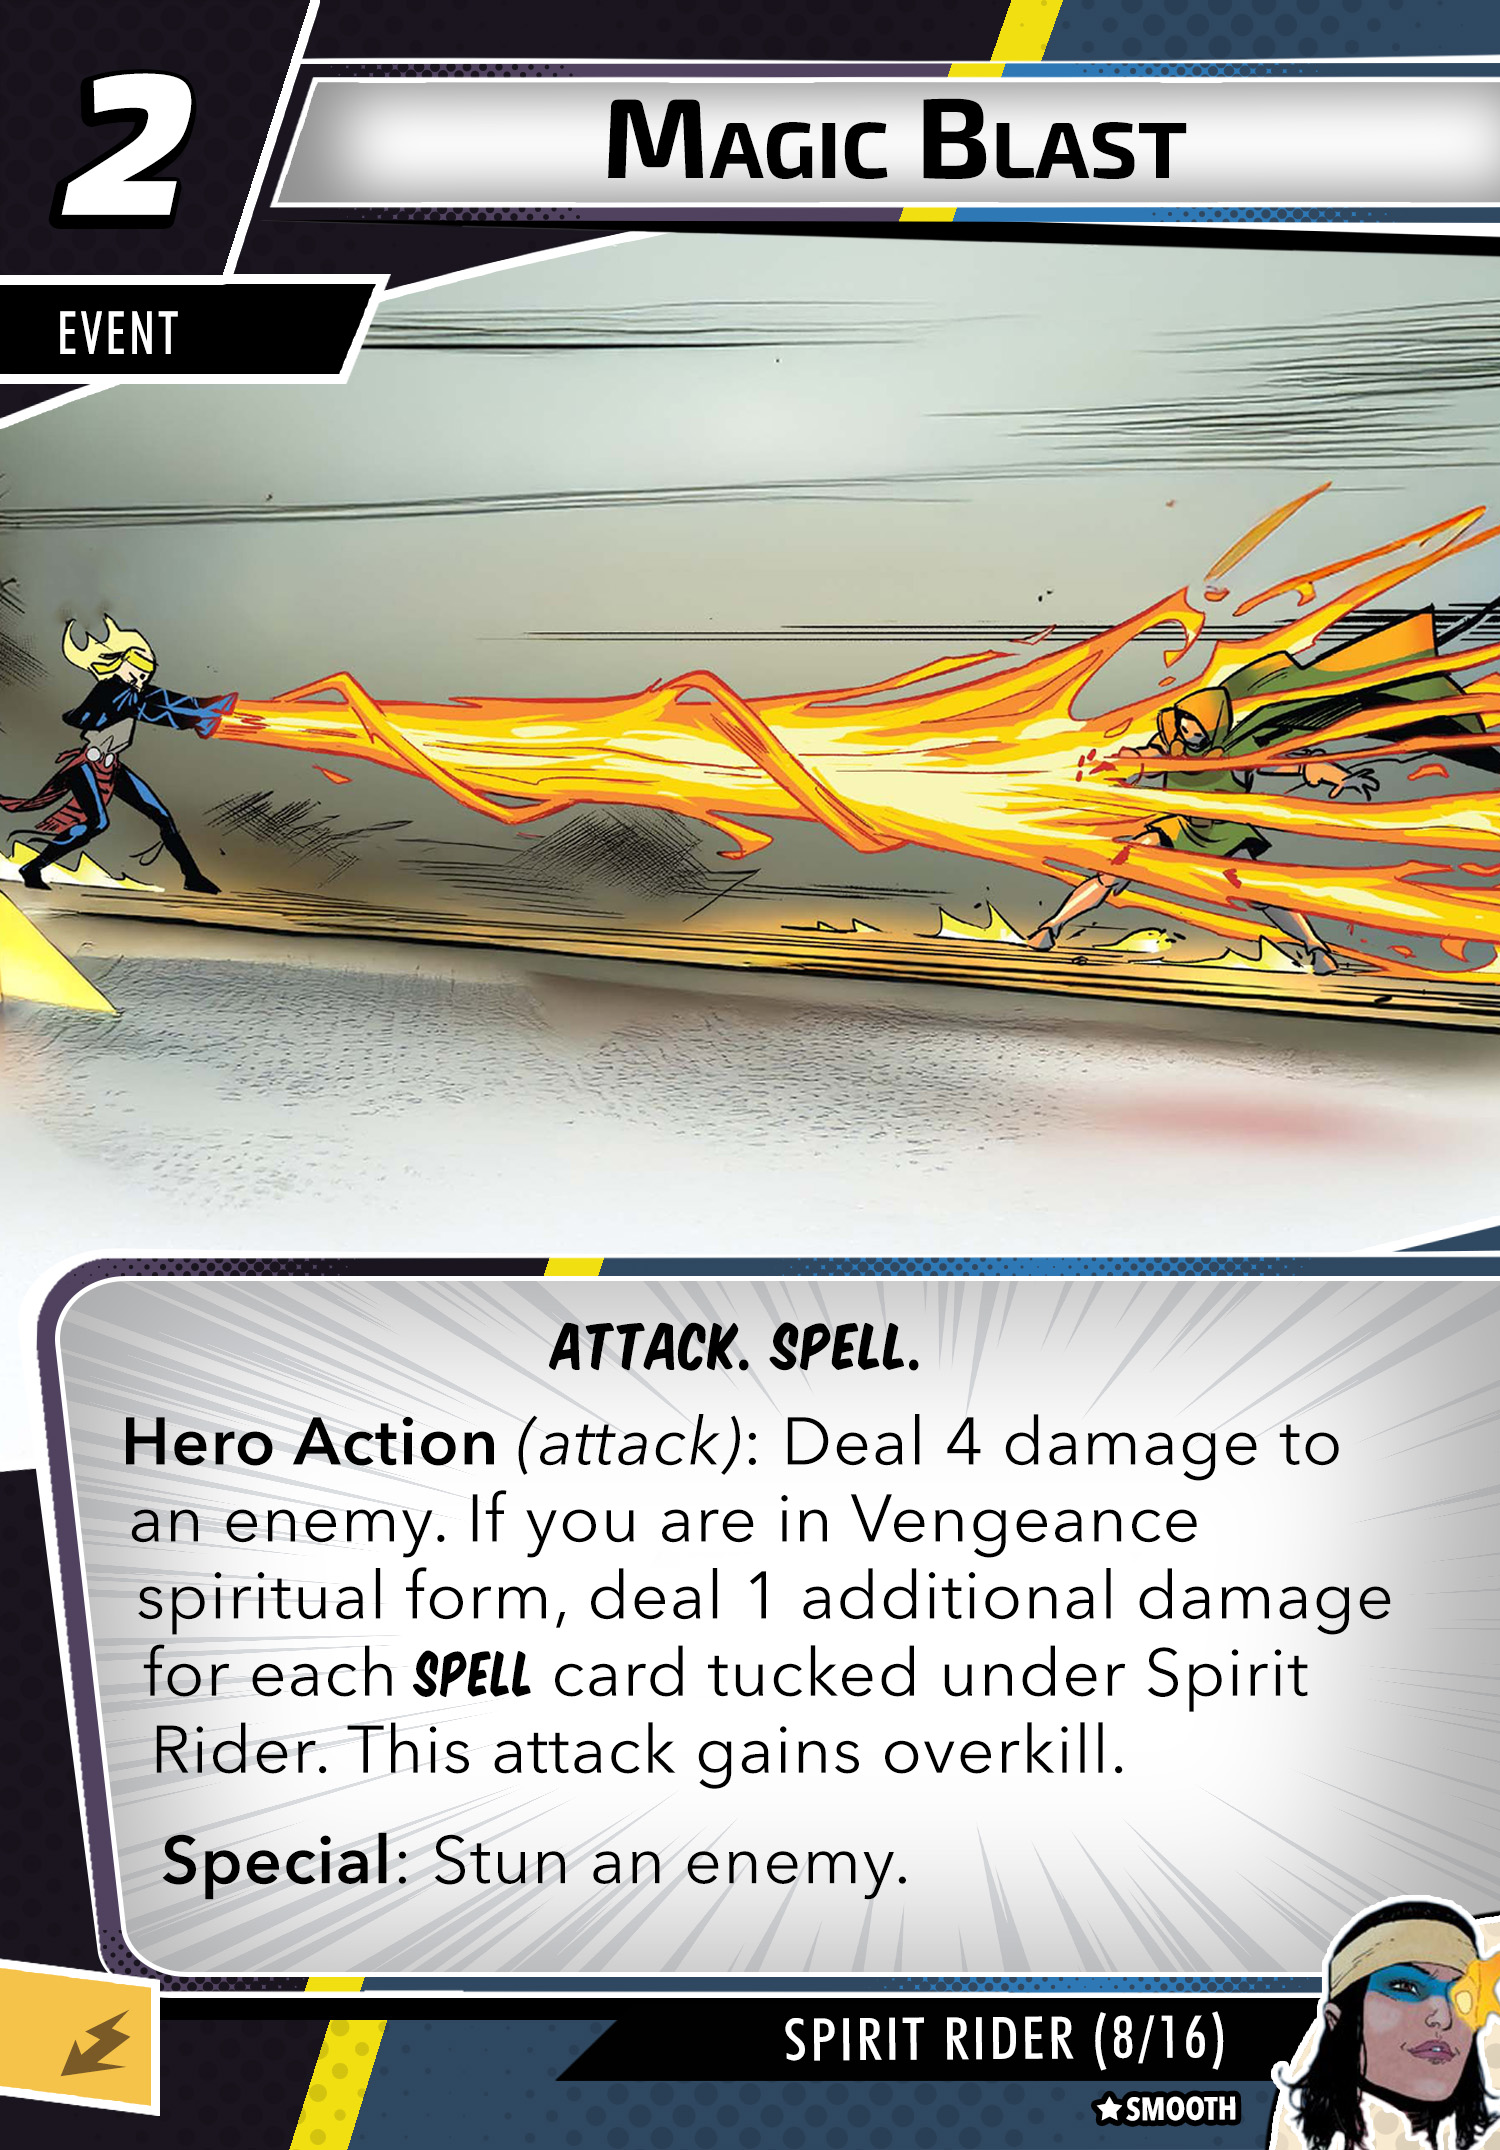 2
MAGIC BLAST
EVENT
ATTACK. SPELL.
Hero Action (attack): Deal 4 damage to
an enemy. If you are in Vengeance
spiritual form, deal 1 additional damage
for each SPELL card tucked under Spirit
Rider. This attack gains overkill.
Special: Stun an enemy.
SPIRIT RIDER (8/16)
★SMOOTH